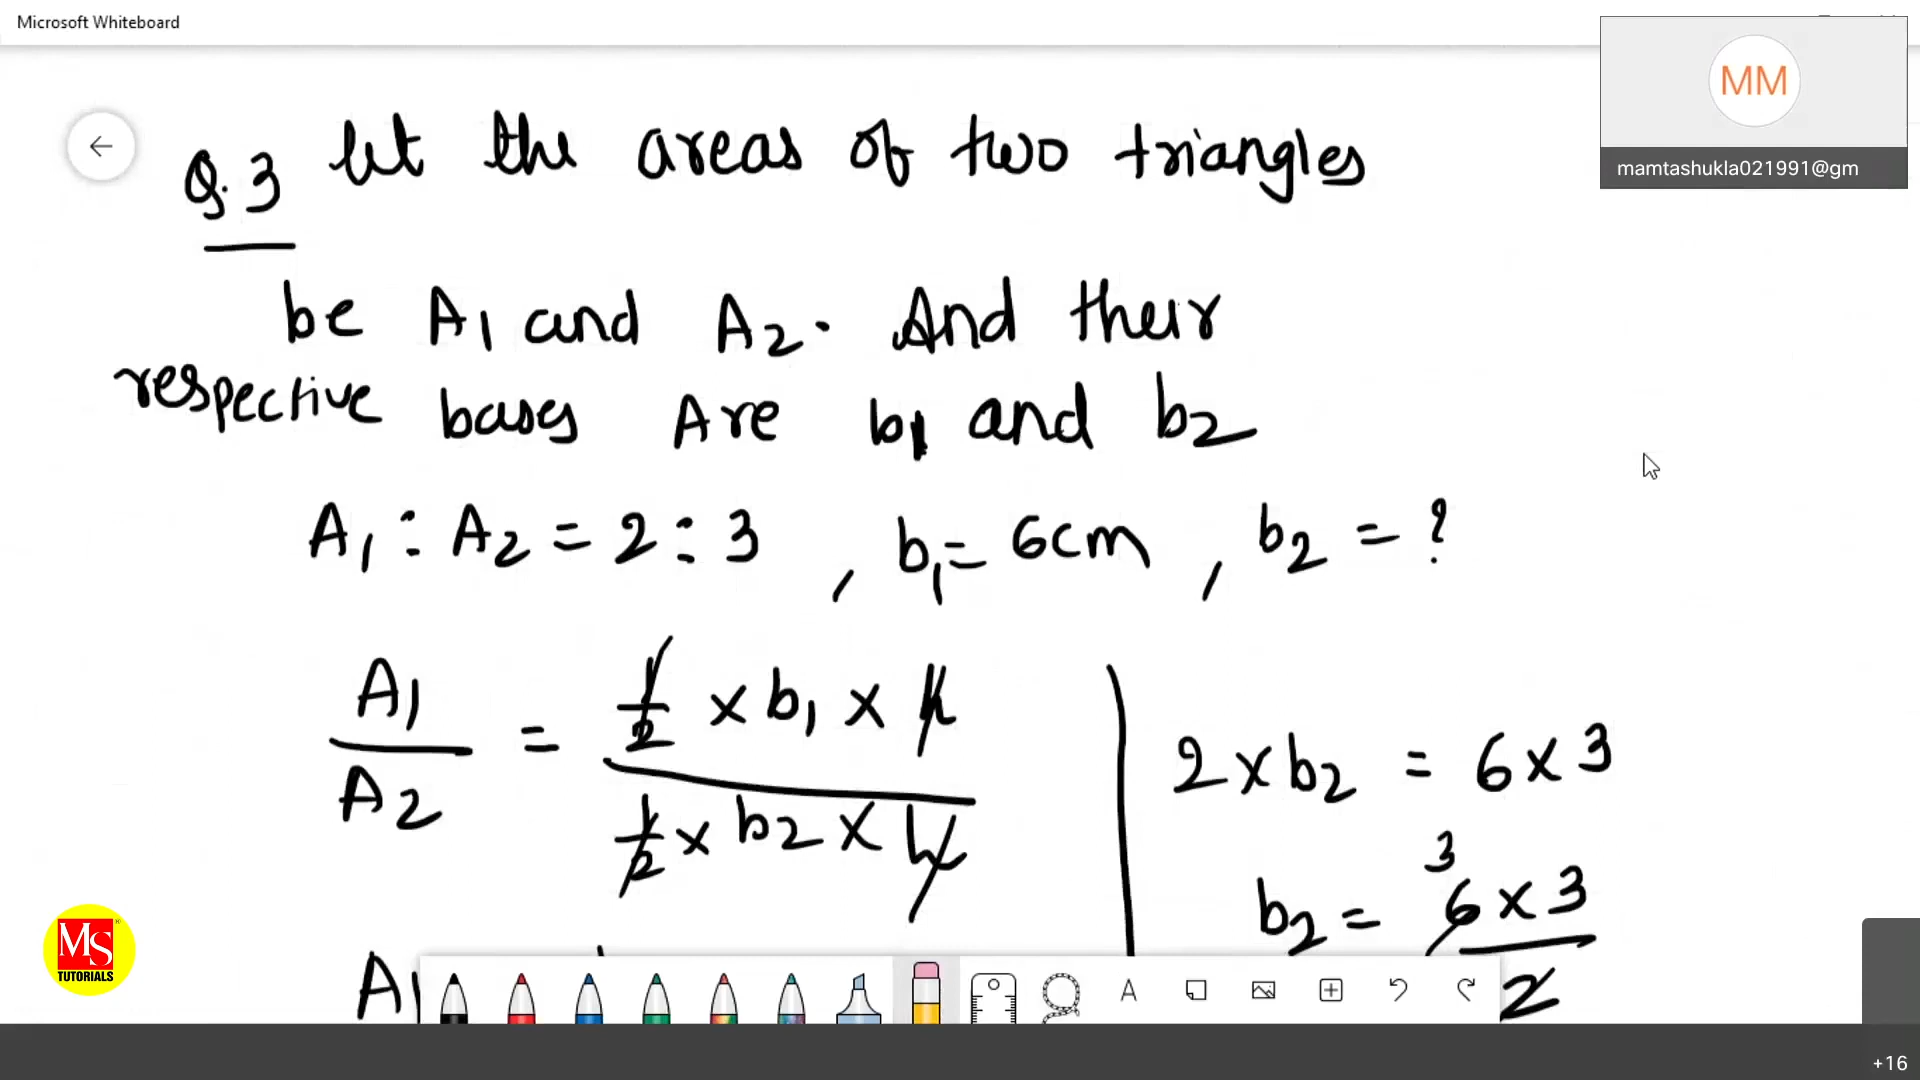 Microsoft Whiteboard
MM
mamtashukla021991@gm
Q.3 let the areas of two triangles
be A1 and A2. And their
respective bases Are b1 and b2
A1 : A2 = 2 : 3 , b1 = 6cm , b2 = ?
A1/A2 = 1/2 × b1 × h / 1/2 × b2 × h
A1
2 × b2 = 6 × 3
3
b2 = 6 × 3 / 2
MS
TUTORIALS
A
+16